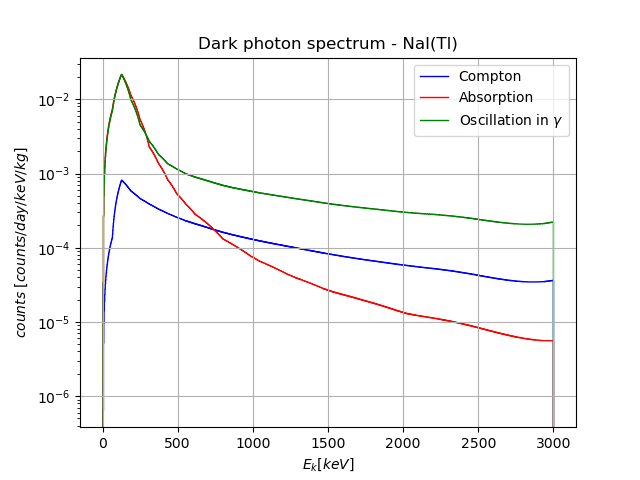 Dark photon spectrum - NaI(Tl)
Compton
Absorption
Oscillation in γ
counts [counts/day/keV/kg]
10⁻²
10⁻³
10⁻⁴
10⁻⁵
10⁻⁶
0 500 1000 1500 2000 2500 3000
Eₖ[keV]